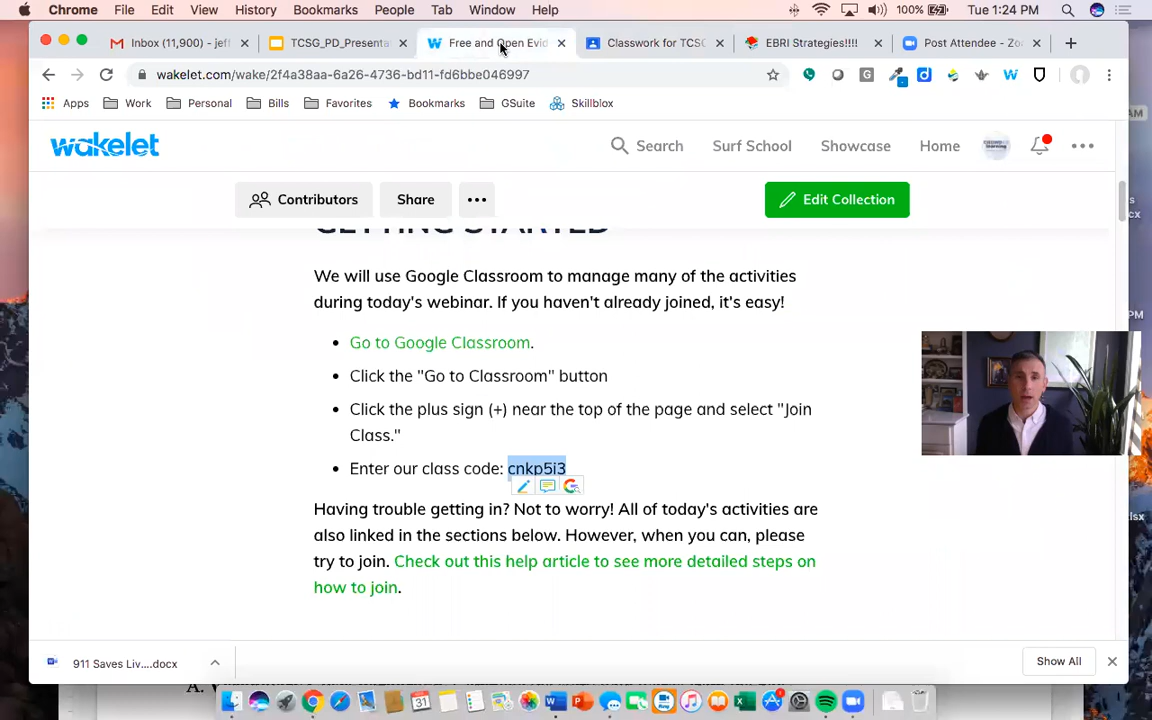 Chrome File Edit View History Bookmarks People Tab Window Help 100% Tue 1:24 PM
Inbox (11,900) - jeff TCSG_PD_Presenta Free and Open Evid Classwork for TCSG EBRI Strategies!!!! Post Attendee - Zo
wakelet.com/wake/2f4a38aa-6a26-4736-bd11-fd6bbe046997
Apps Work Personal Bills Favorites Bookmarks GSuite Skillblox
wakelet Search Surf School Showcase Home
Contributors Share Edit Collection
GETTING STARTED
We will use Google Classroom to manage many of the activities
during today's webinar. If you haven't already joined, it's easy!
• Go to Google Classroom.
• Click the "Go to Classroom" button
• Click the plus sign (+) near the top of the page and select "Join
Class."
• Enter our class code: cnkp5i3
Having trouble getting in? Not to worry! All of today's activities are
also linked in the sections below. However, when you can, please
try to join. Check out this help article to see more detailed steps on
how to join.
911 Saves Liv....docx Show All